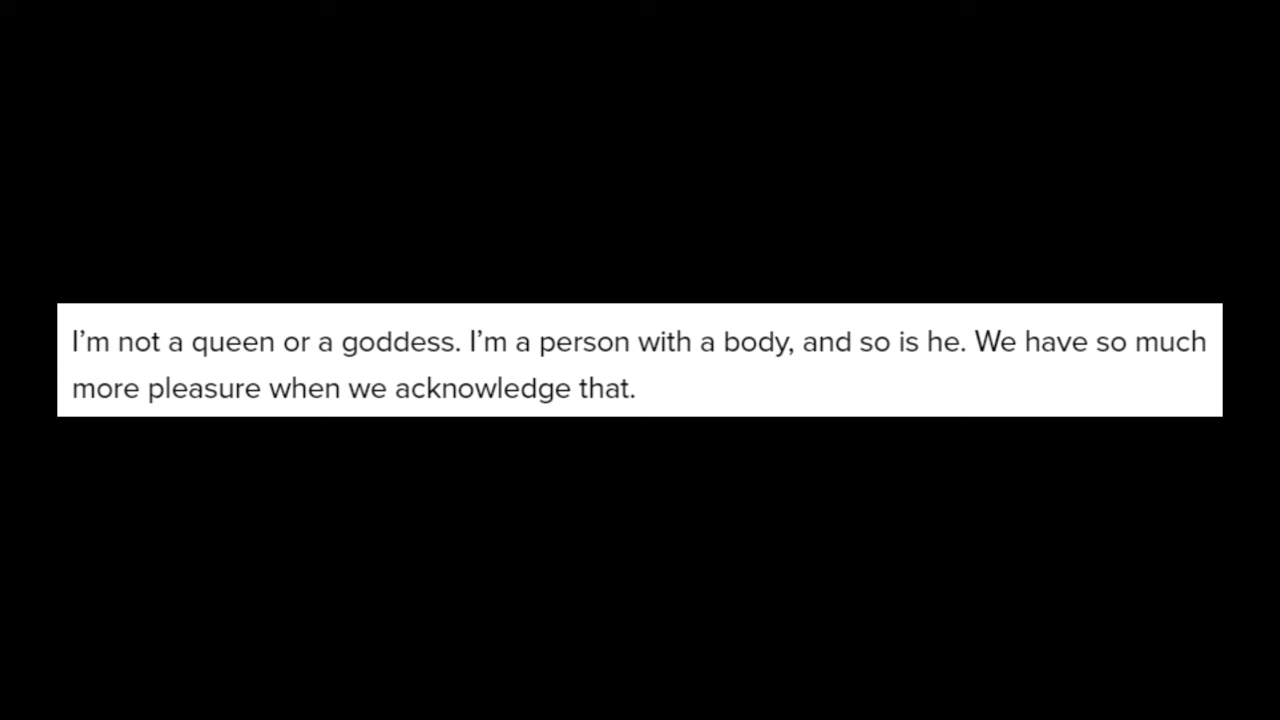 I’m not a queen or a goddess. I’m a person with a body, and so is he. We have so much
more pleasure when we acknowledge that.